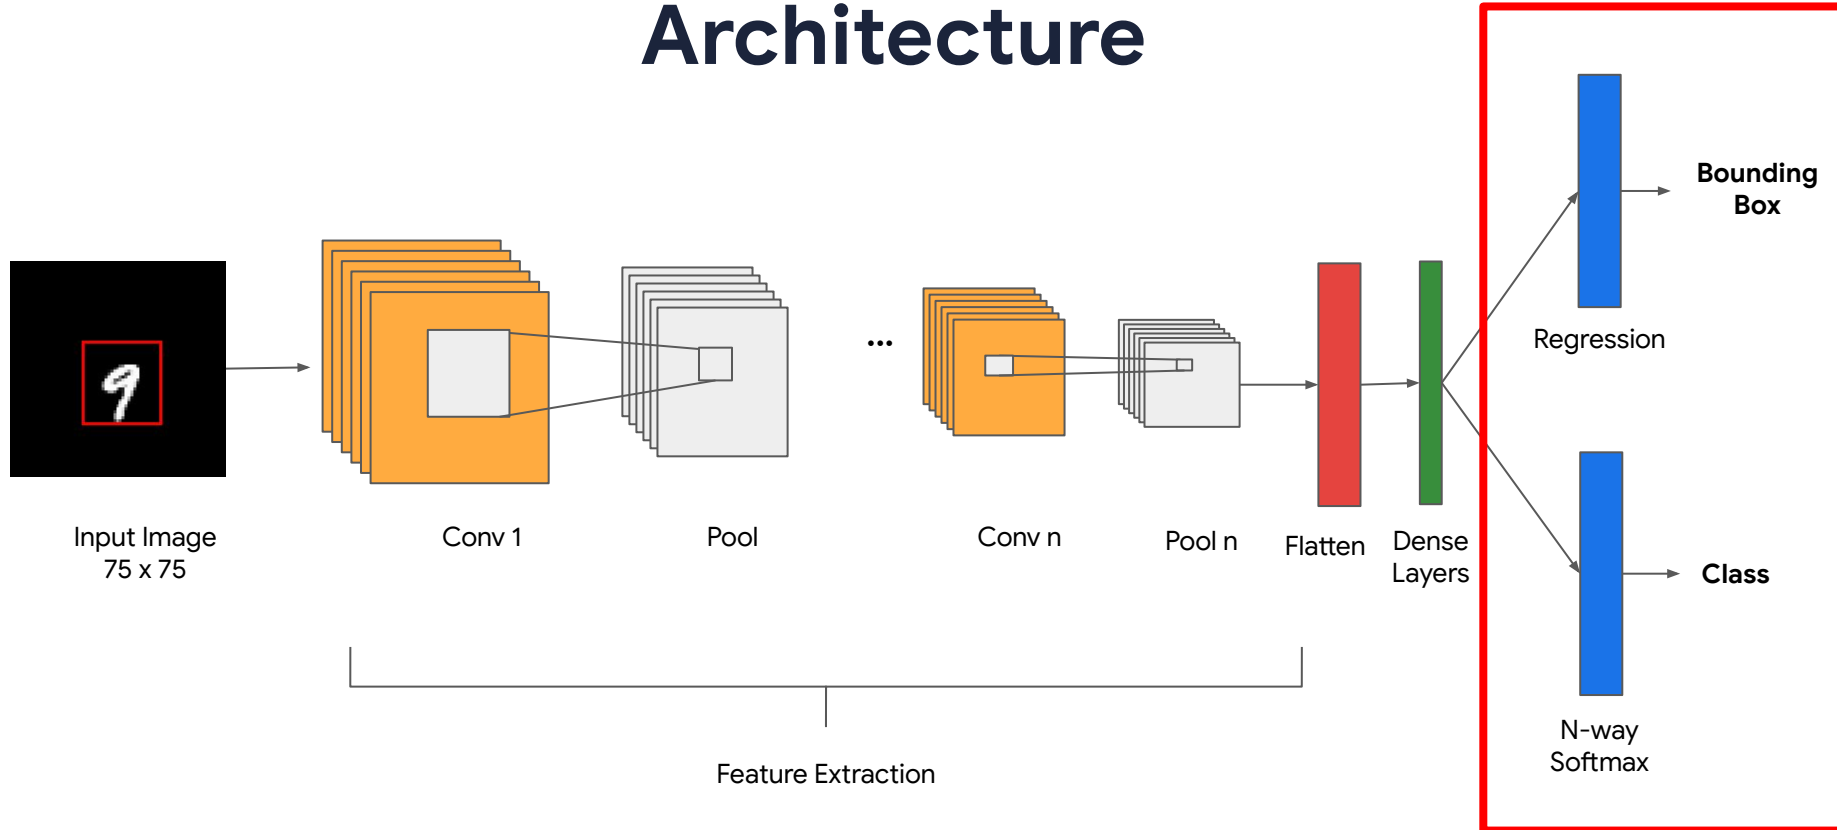 Architecture
Bounding
Box
Regression
...
9
Input Image
75 x 75
Conv 1
Pool
Conv n
Pool n
Flatten
Dense
Layers
Class
N-way
Softmax
Feature Extraction